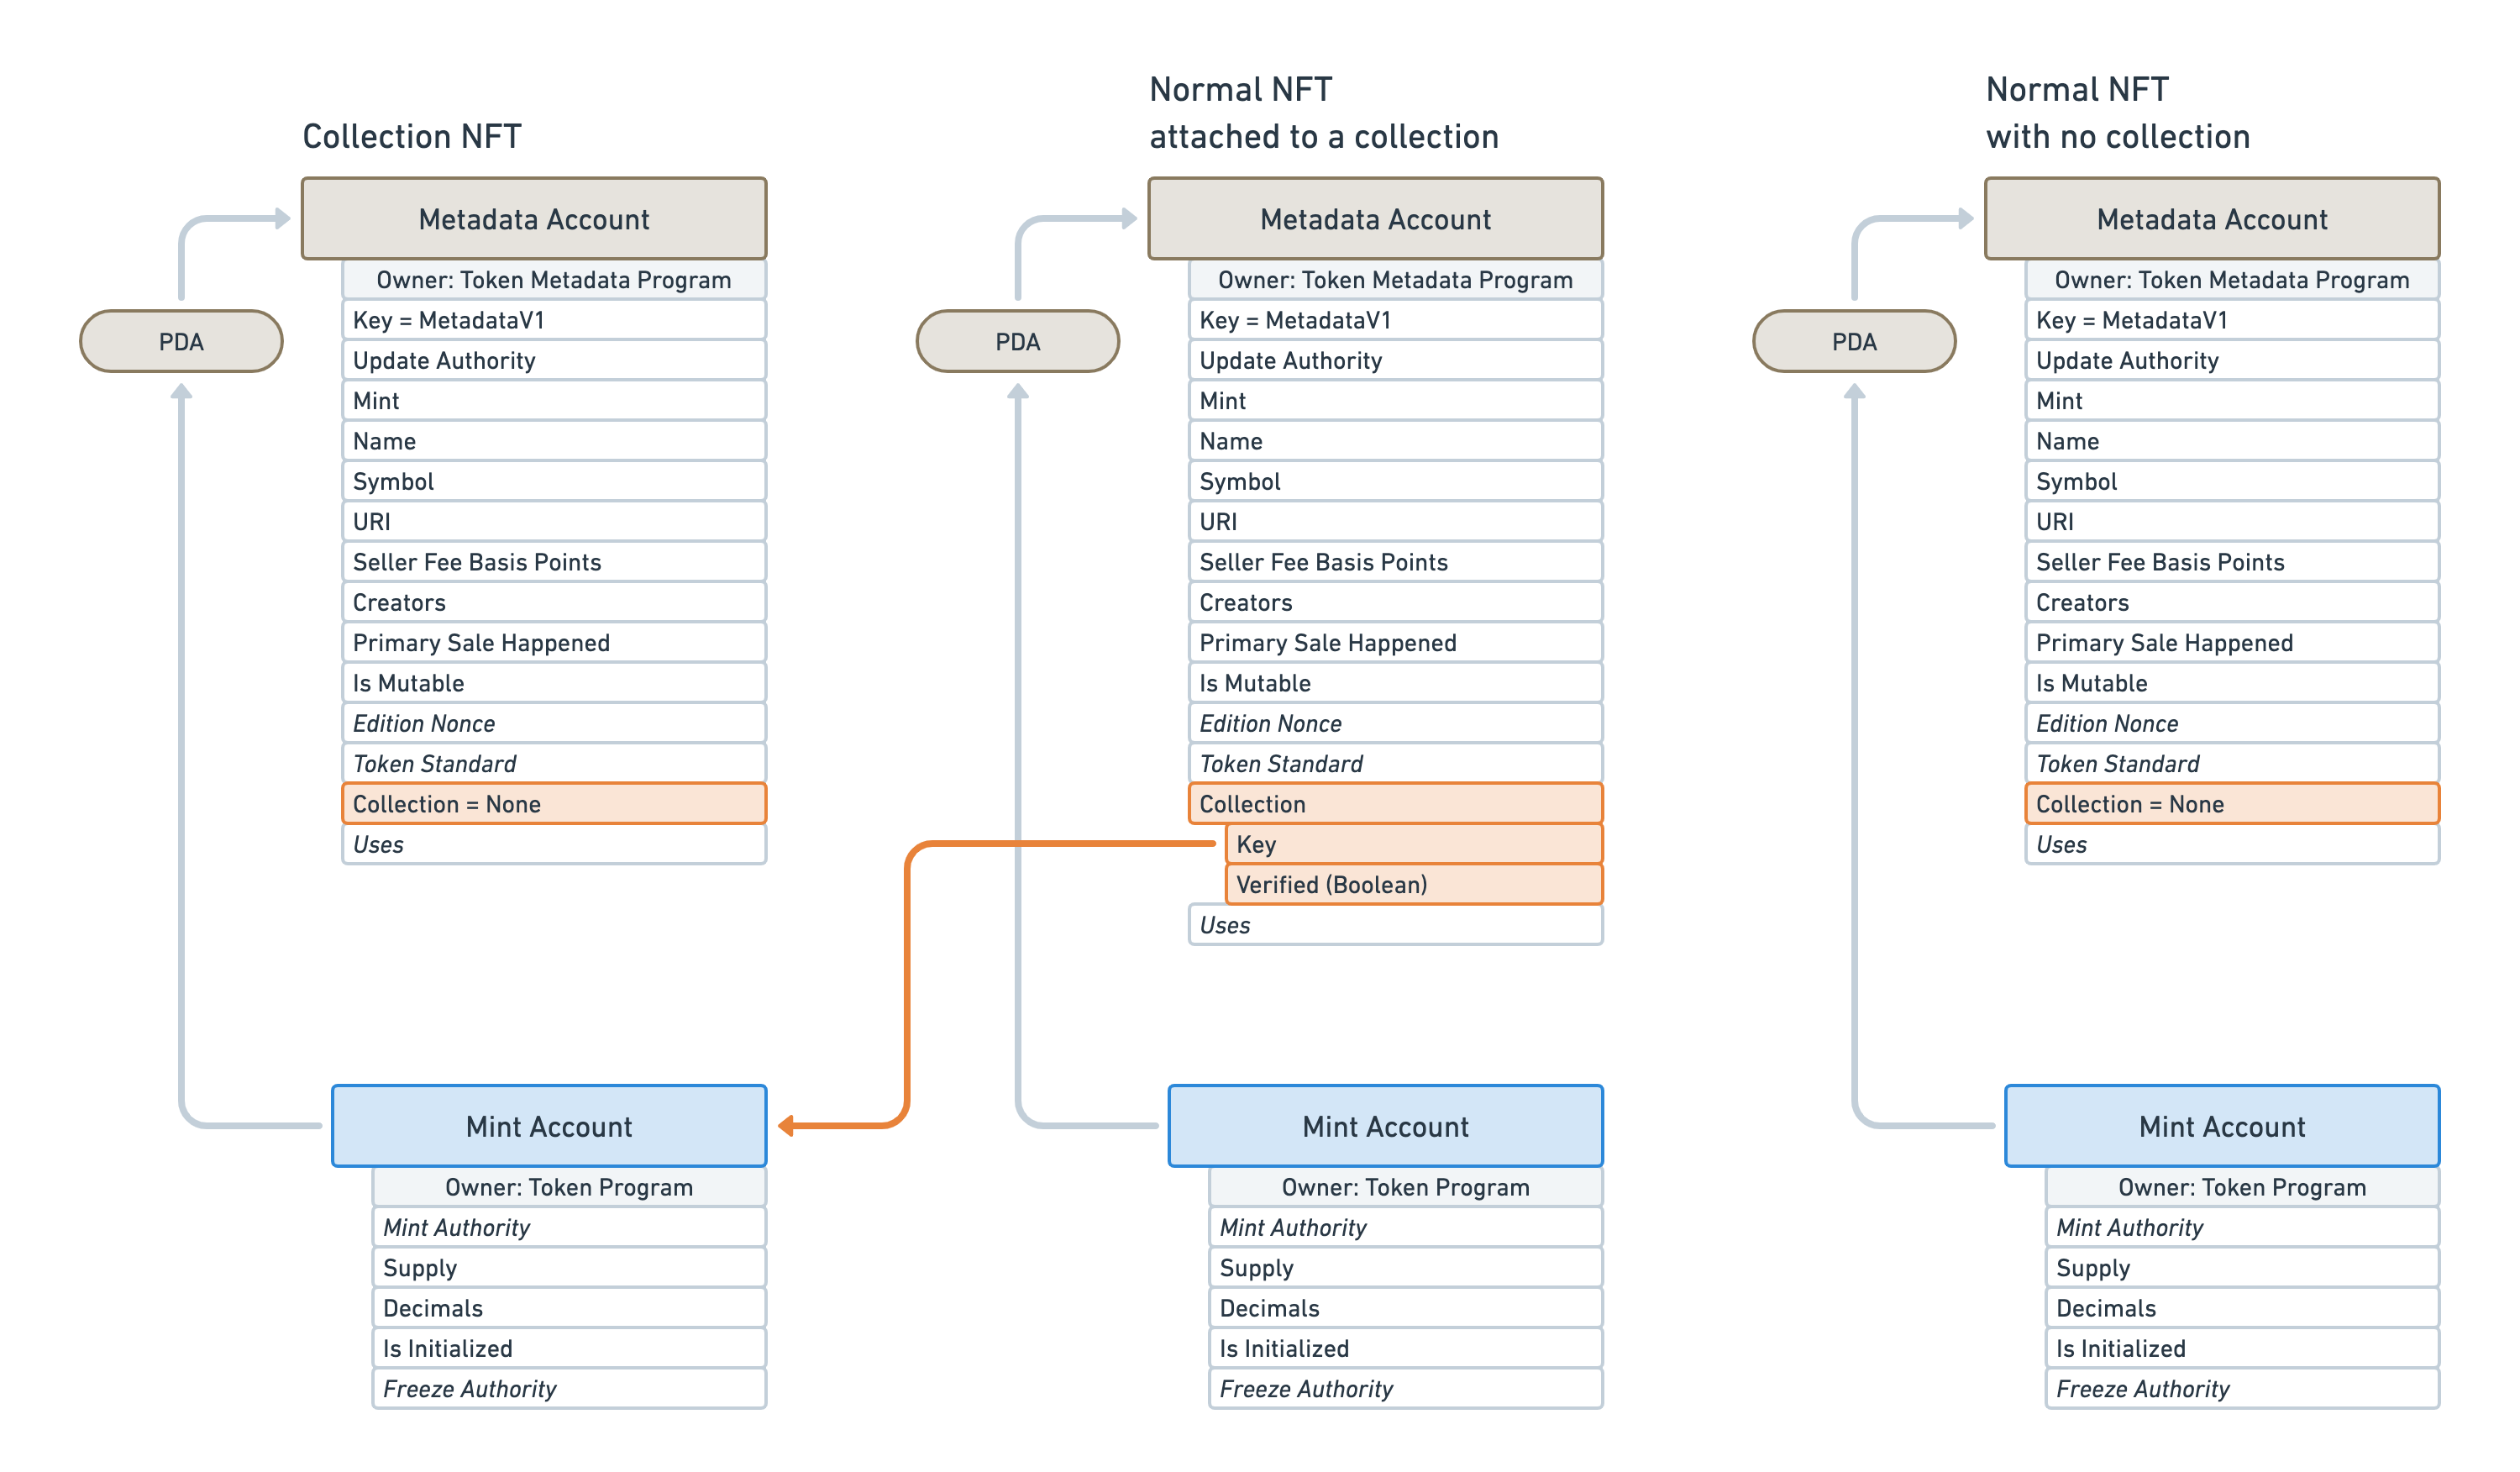 Collection NFT
Metadata Account
Owner: Token Metadata Program
Key = MetadataV1
PDA
Update Authority
Mint
Name
Symbol
URI
Seller Fee Basis Points
Creators
Primary Sale Happened
Is Mutable
Edition Nonce
Token Standard
Collection = None
Uses
Mint Account
Owner: Token Program
Mint Authority
Supply
Decimals
Is Initialized
Freeze Authority
Normal NFT
attached to a collection
Metadata Account
Owner: Token Metadata Program
Key = MetadataV1
PDA
Update Authority
Mint
Name
Symbol
URI
Seller Fee Basis Points
Creators
Primary Sale Happened
Is Mutable
Edition Nonce
Token Standard
Collection
Key
Verified (Boolean)
Uses
Mint Account
Owner: Token Program
Mint Authority
Supply
Decimals
Is Initialized
Freeze Authority
Normal NFT
with no collection
Metadata Account
Owner: Token Metadata Program
Key = MetadataV1
PDA
Update Authority
Mint
Name
Symbol
URI
Seller Fee Basis Points
Creators
Primary Sale Happened
Is Mutable
Edition Nonce
Token Standard
Collection = None
Uses
Mint Account
Owner: Token Program
Mint Authority
Supply
Decimals
Is Initialized
Freeze Authority